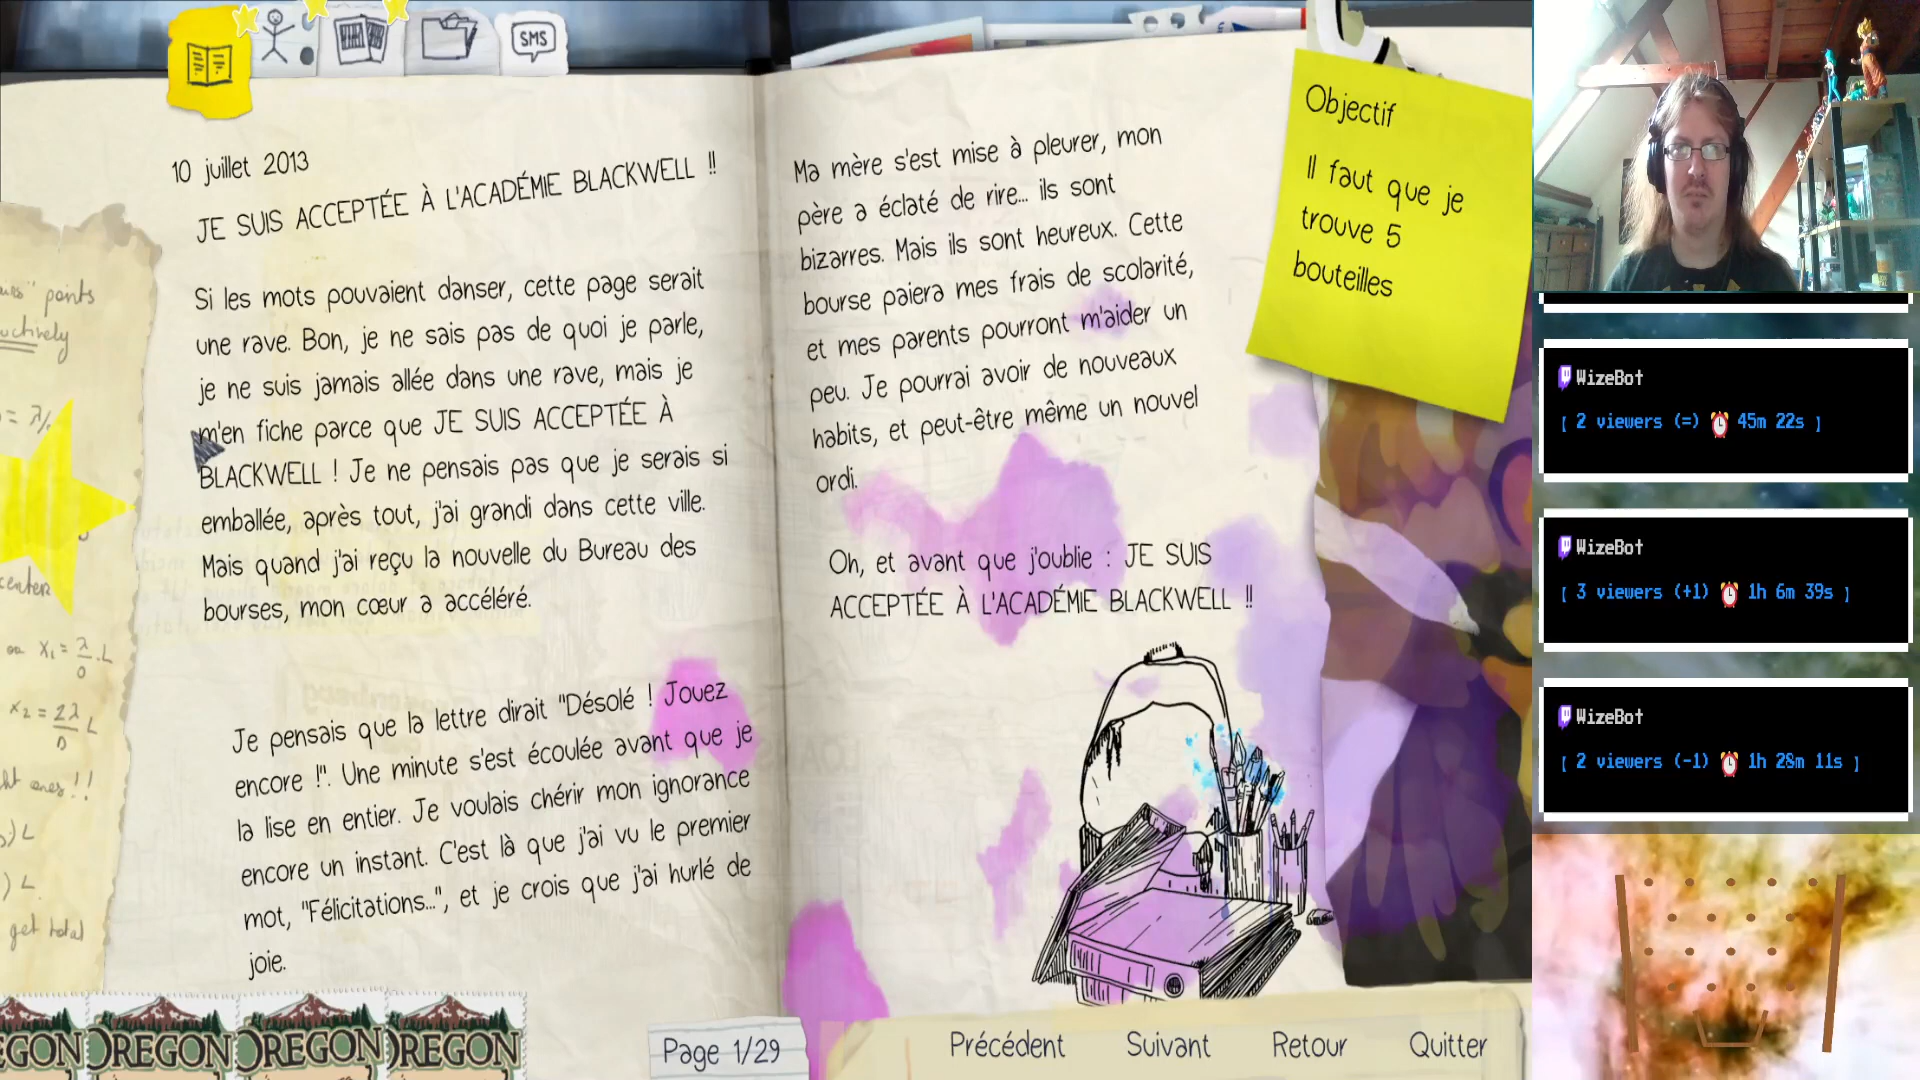 SMS
10 juillet 2013
JE SUIS ACCEPTÉE À L'ACADÉMIE BLACKWELL !!
Si les mots pouvaient danser, cette page serait
une rave. Bon, je ne sais pas de quoi je parle,
je ne suis jamais allée dans une rave, mais je
m'en fiche parce que JE SUIS ACCEPTÉE À
BLACKWELL ! Je ne pensais pas que je serais si
emballée, après tout, j'ai grandi dans cette ville.
Mais quand j'ai reçu la nouvelle du Bureau des
bourses, mon cœur a accéléré.
Je pensais que la lettre dirait "Désolé ! Jouez
encore !". Une minute s'est écoulée avant que je
la lise en entier. Je voulais chérir mon ignorance
encore un instant. C'est là que j'ai vu le premier
mot, "Félicitations...", et je crois que j'ai hurlé de
joie.
Ma mère s'est mise à pleurer, mon
père a éclaté de rire... ils sont
bizarres. Mais ils sont heureux. Cette
bourse paiera mes frais de scolarité,
et mes parents pourront m'aider un
peu. Je pourrai avoir de nouveaux
habits, et peut-être même un nouvel
ordi.
Oh, et avant que j'oublie : JE SUIS
ACCEPTÉE À L'ACADÉMIE BLACKWELL !!
Objectif
Il faut que je
trouve 5
bouteilles
points
center
get total
EGON OREGON OREGON OREGON
Page 1/29
Précédent Suivant Retour Quitter
WizeBot
[ 2 viewers (=) 45m 22s ]
WizeBot
[ 3 viewers (+1) 1h 6m 39s ]
WizeBot
[ 2 viewers (-1) 1h 28m 11s ]